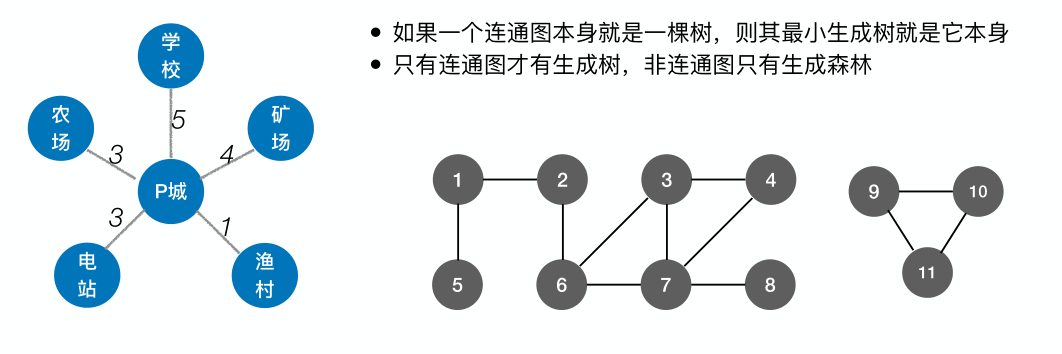 如果一个连通图本身就是一棵树，则其最小生成树就是它本身
只有连通图才有生成树，非连通图只有生成森林
学
校
农
场
矿
场
5
3
4
P城
3
1
电
站
渔
村
1
2
3
4
5
6
7
8
9
10
11